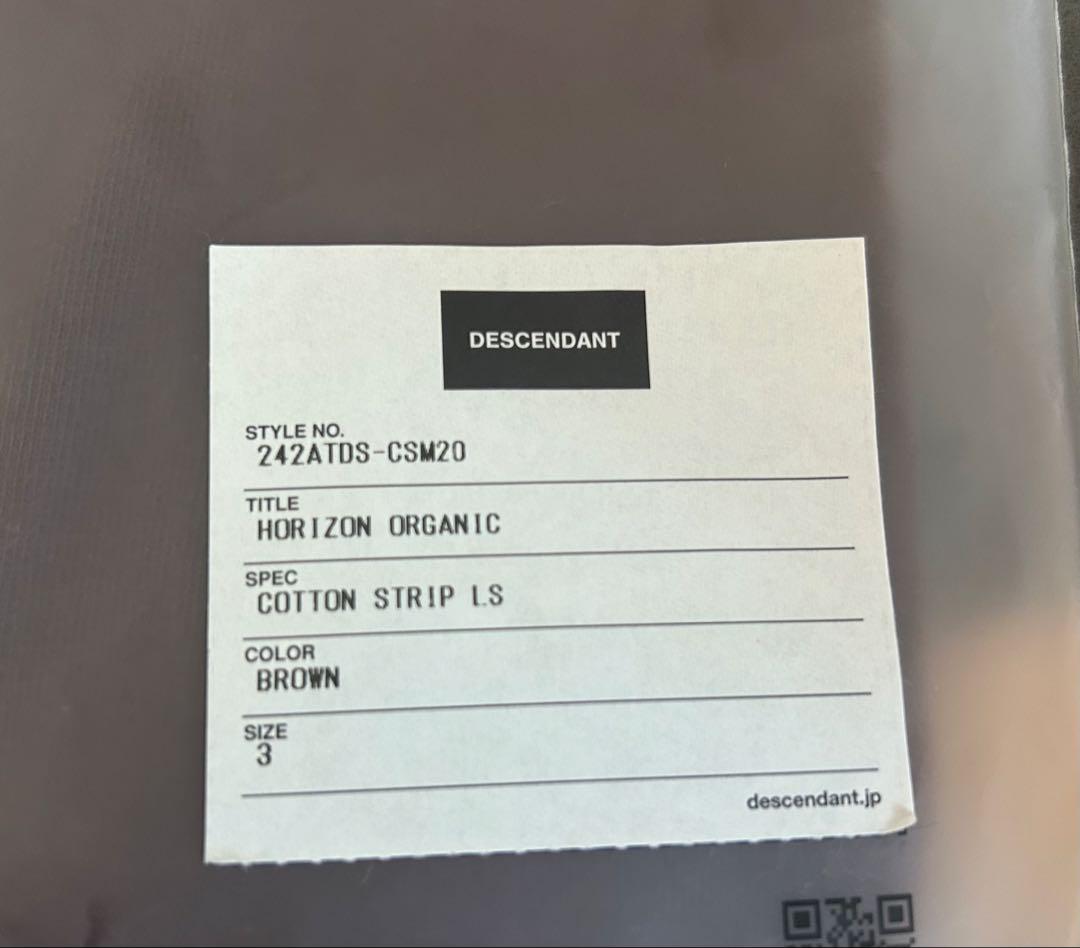 DESCENDANT
STYLE NO.
242ATDS-CSM20
TITLE
HORIZON ORGANIC
SPEC
COTTON STRIP LS
COLOR
BROWN
SIZE
3
descendant.jp